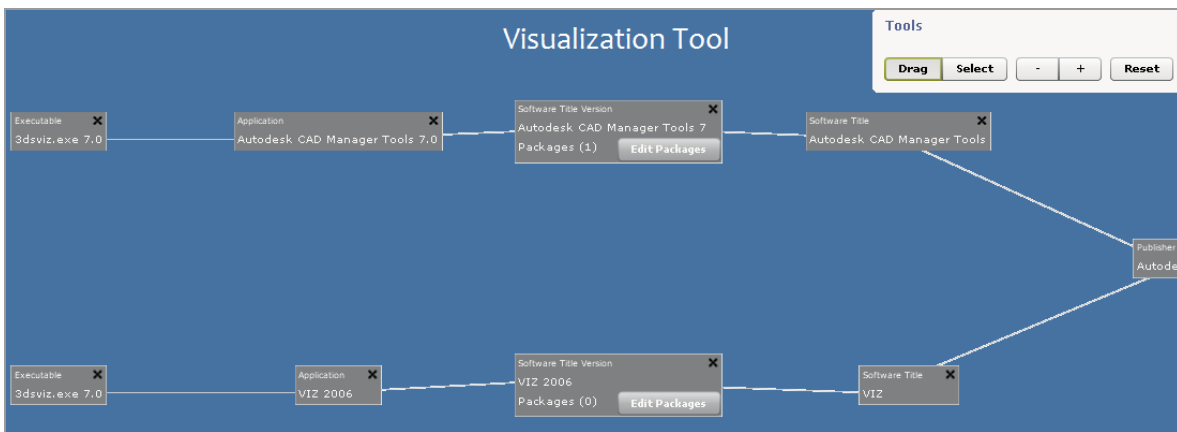 Visualization Tool
Tools
Drag
Select
-
+
Reset
Executable
3dsviz.exe 7.0
Application
Autodesk CAD Manager Tools 7.0
Software Title Version
Autodesk CAD Manager Tools 7
Packages (1)
Edit Packages
Software Title
Autodesk CAD Manager Tools
Publisher
Autode
Executable
3dsviz.exe 7.0
Application
VIZ 2006
Software Title Version
VIZ 2006
Packages (0)
Edit Packages
Software Title
VIZ